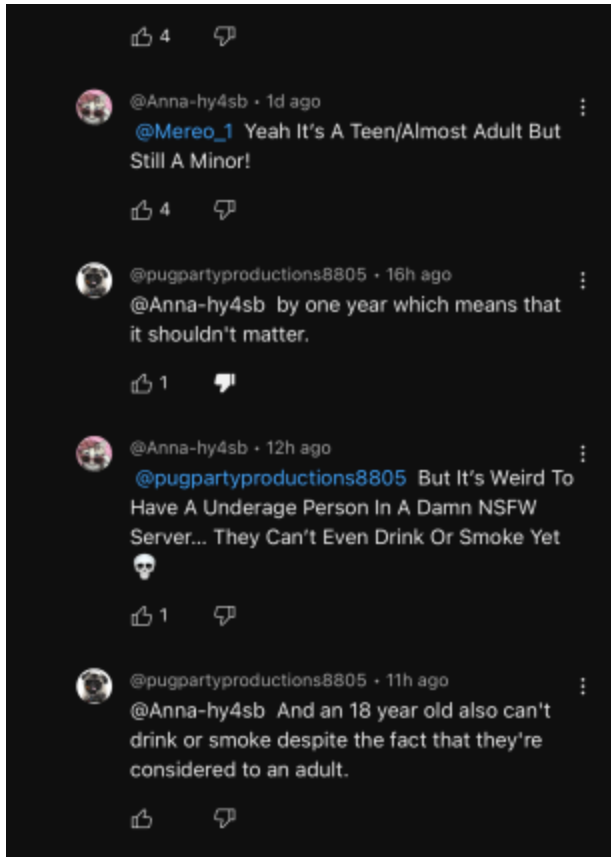 4
@Anna-hy4sb • 1d ago
@Mereo_1 Yeah It's A Teen/Almost Adult But
Still A Minor!
4
@pugpartyproductions8805 • 16h ago
@Anna-hy4sb by one year which means that
it shouldn't matter.
1
@Anna-hy4sb • 12h ago
@pugpartyproductions8805 But It's Weird To
Have A Underage Person In A Damn NSFW
Server... They Can't Even Drink Or Smoke Yet
💀
1
@pugpartyproductions8805 • 11h ago
@Anna-hy4sb And an 18 year old also can't
drink or smoke despite the fact that they're
considered to an adult.